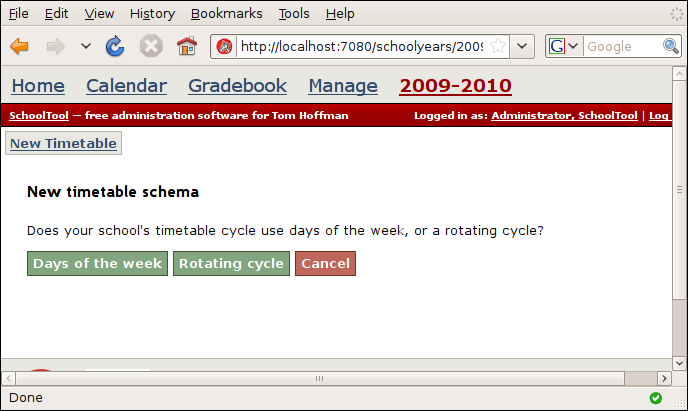 File Edit View History Bookmarks Tools Help
http://localhost:7080/schoolyears/2009
Google
Home Calendar Gradebook Manage 2009-2010
SchoolTool — free administration software for Tom Hoffman Logged in as: Administrator, SchoolTool | Log
New Timetable
New timetable schema
Does your school's timetable cycle use days of the week, or a rotating cycle?
Days of the week Rotating cycle Cancel
Done